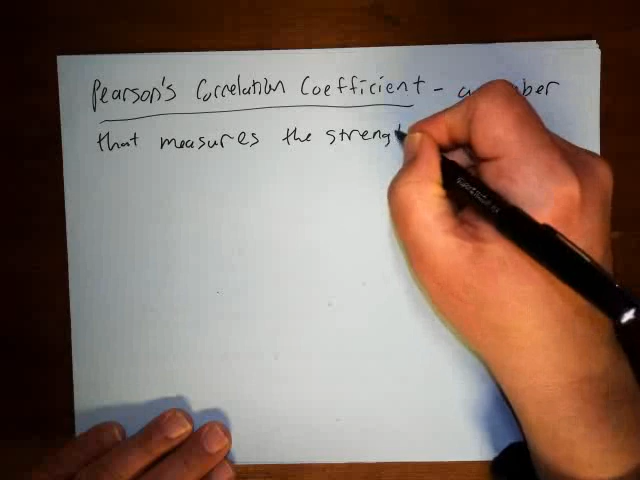 Pearson's Correlation Coefficient - a
that measures the streng